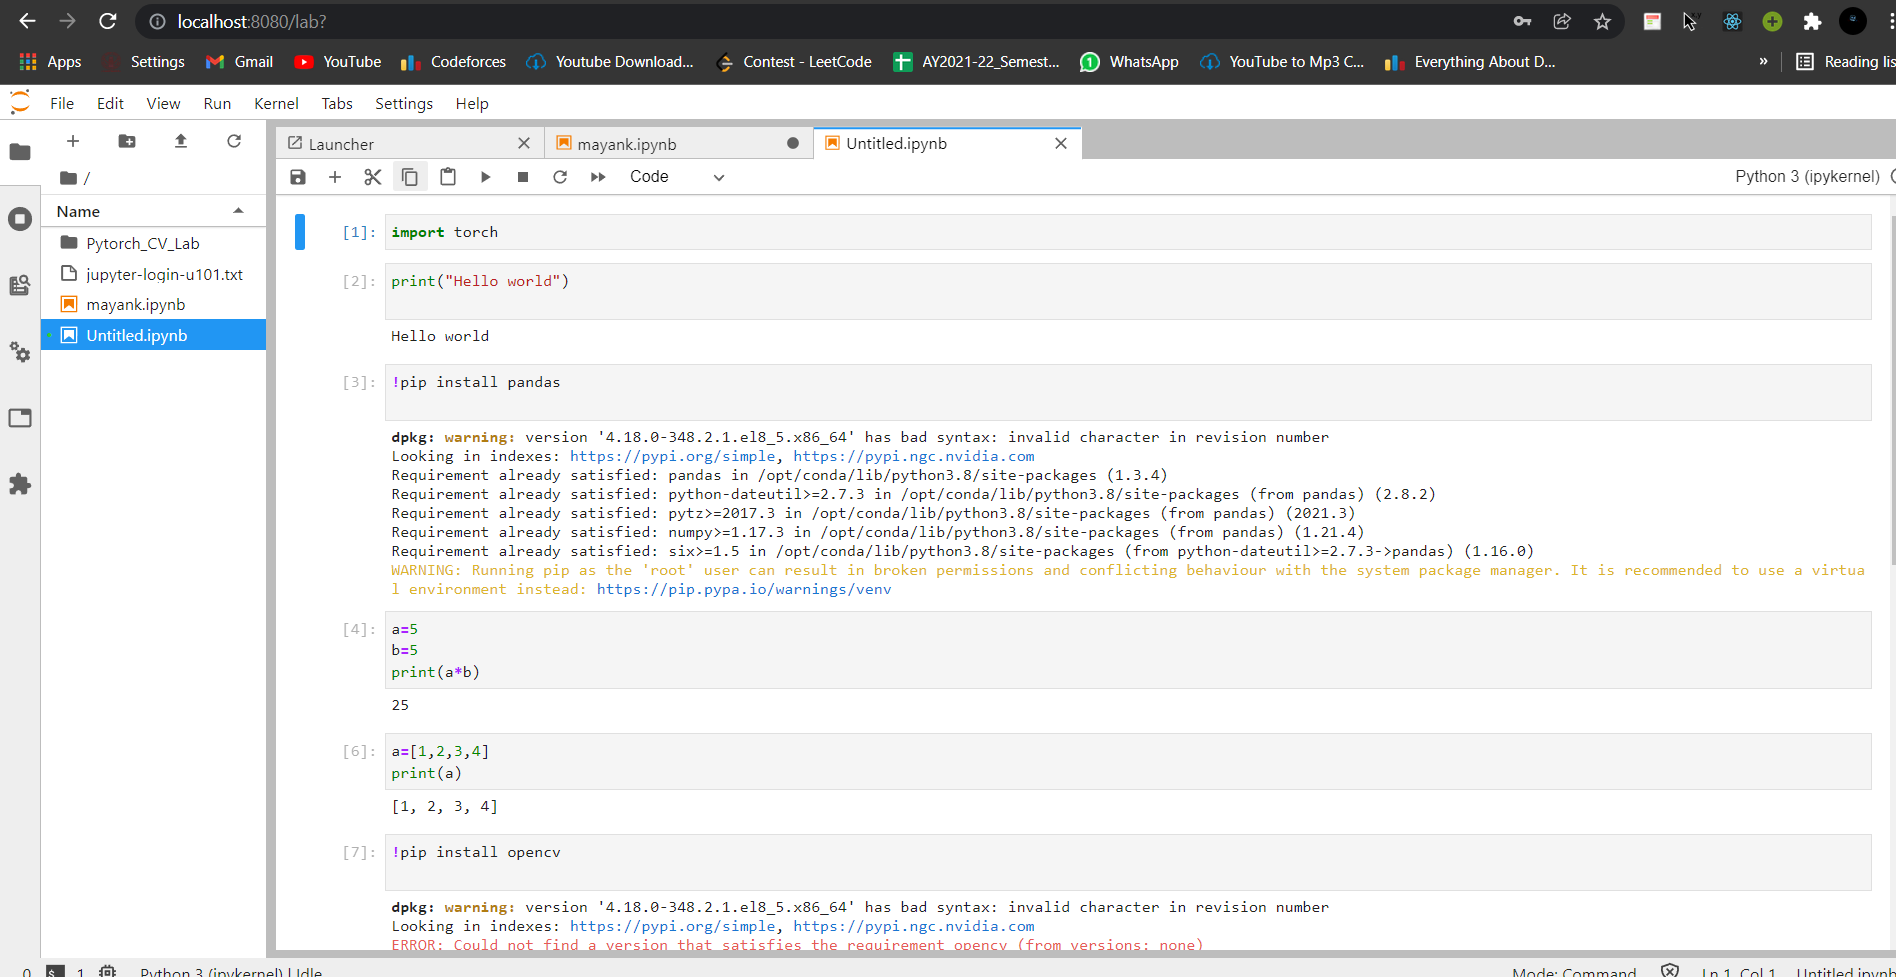 localhost:8080/lab?
Apps Settings Gmail YouTube Codeforces Youtube Download... Contest - LeetCode AY2021-22_Semest... WhatsApp YouTube to Mp3 C... Everything About D... » Reading lis
File Edit View Run Kernel Tabs Settings Help
Launcher mayank.ipynb Untitled.ipynb
/
Code Python 3 (ipykernel)
Name
Pytorch_CV_Lab
jupyter-login-u101.txt
mayank.ipynb
Untitled.ipynb
[1]: import torch
[2]: print("Hello world")
Hello world
[3]: !pip install pandas
dpkg: warning: version '4.18.0-348.2.1.el8_5.x86_64' has bad syntax: invalid character in revision number
Looking in indexes: https://pypi.org/simple, https://pypi.ngc.nvidia.com
Requirement already satisfied: pandas in /opt/conda/lib/python3.8/site-packages (1.3.4)
Requirement already satisfied: python-dateutil>=2.7.3 in /opt/conda/lib/python3.8/site-packages (from pandas) (2.8.2)
Requirement already satisfied: pytz>=2017.3 in /opt/conda/lib/python3.8/site-packages (from pandas) (2021.3)
Requirement already satisfied: numpy>=1.17.3 in /opt/conda/lib/python3.8/site-packages (from pandas) (1.21.4)
Requirement already satisfied: six>=1.5 in /opt/conda/lib/python3.8/site-packages (from python-dateutil>=2.7.3->pandas) (1.16.0)
WARNING: Running pip as the 'root' user can result in broken permissions and conflicting behaviour with the system package manager. It is recommended to use a virtua
l environment instead: https://pip.pypa.io/warnings/venv
[4]: a=5
b=5
print(a*b)
25
[6]: a=[1,2,3,4]
print(a)
[1, 2, 3, 4]
[7]: !pip install opencv
dpkg: warning: version '4.18.0-348.2.1.el8_5.x86_64' has bad syntax: invalid character in revision number
Looking in indexes: https://pypi.org/simple, https://pypi.ngc.nvidia.com
ERROR: Could not find a version that satisfies the requirement opencv (from versions: none)
0 1 Python 3 (ipykernel) | Idle Mode: Command Ln 1, Col 1 Untitled.ipynb